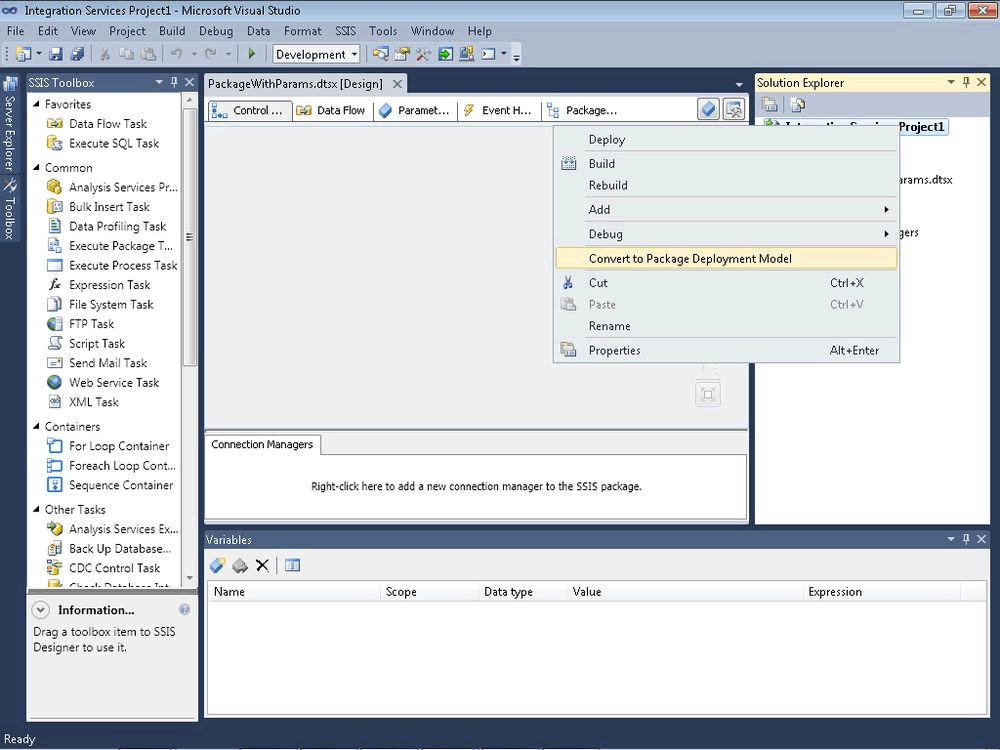 Integration Services Project1 - Microsoft Visual Studio
File Edit View Project Build Debug Data Format SSIS Tools Window Help
Development
Server Explorer
Toolbox
SSIS Toolbox
Favorites
Data Flow Task
Execute SQL Task
Common
Analysis Services Pr...
Bulk Insert Task
Data Profiling Task
Execute Package T...
Execute Process Task
Expression Task
File System Task
FTP Task
Script Task
Send Mail Task
Web Service Task
XML Task
Containers
For Loop Container
Foreach Loop Cont...
Sequence Container
Other Tasks
Analysis Services Ex...
Back Up Database...
CDC Control Task
Check Database Int
Information...
Drag a toolbox item to SSIS
Designer to use it.
PackageWithParams.dtsx [Design]
Control ... Data Flow Paramet... Event H... Package...
Solution Explorer
Integration Services Project1
arams.dtsx
gers
Deploy
Build
Rebuild
Add
Debug
Convert to Package Deployment Model
Cut Ctrl+X
Paste Ctrl+V
Rename
Properties Alt+Enter
Connection Managers
Right-click here to add a new connection manager to the SSIS package.
Variables
Name Scope Data type Value Expression
Ready